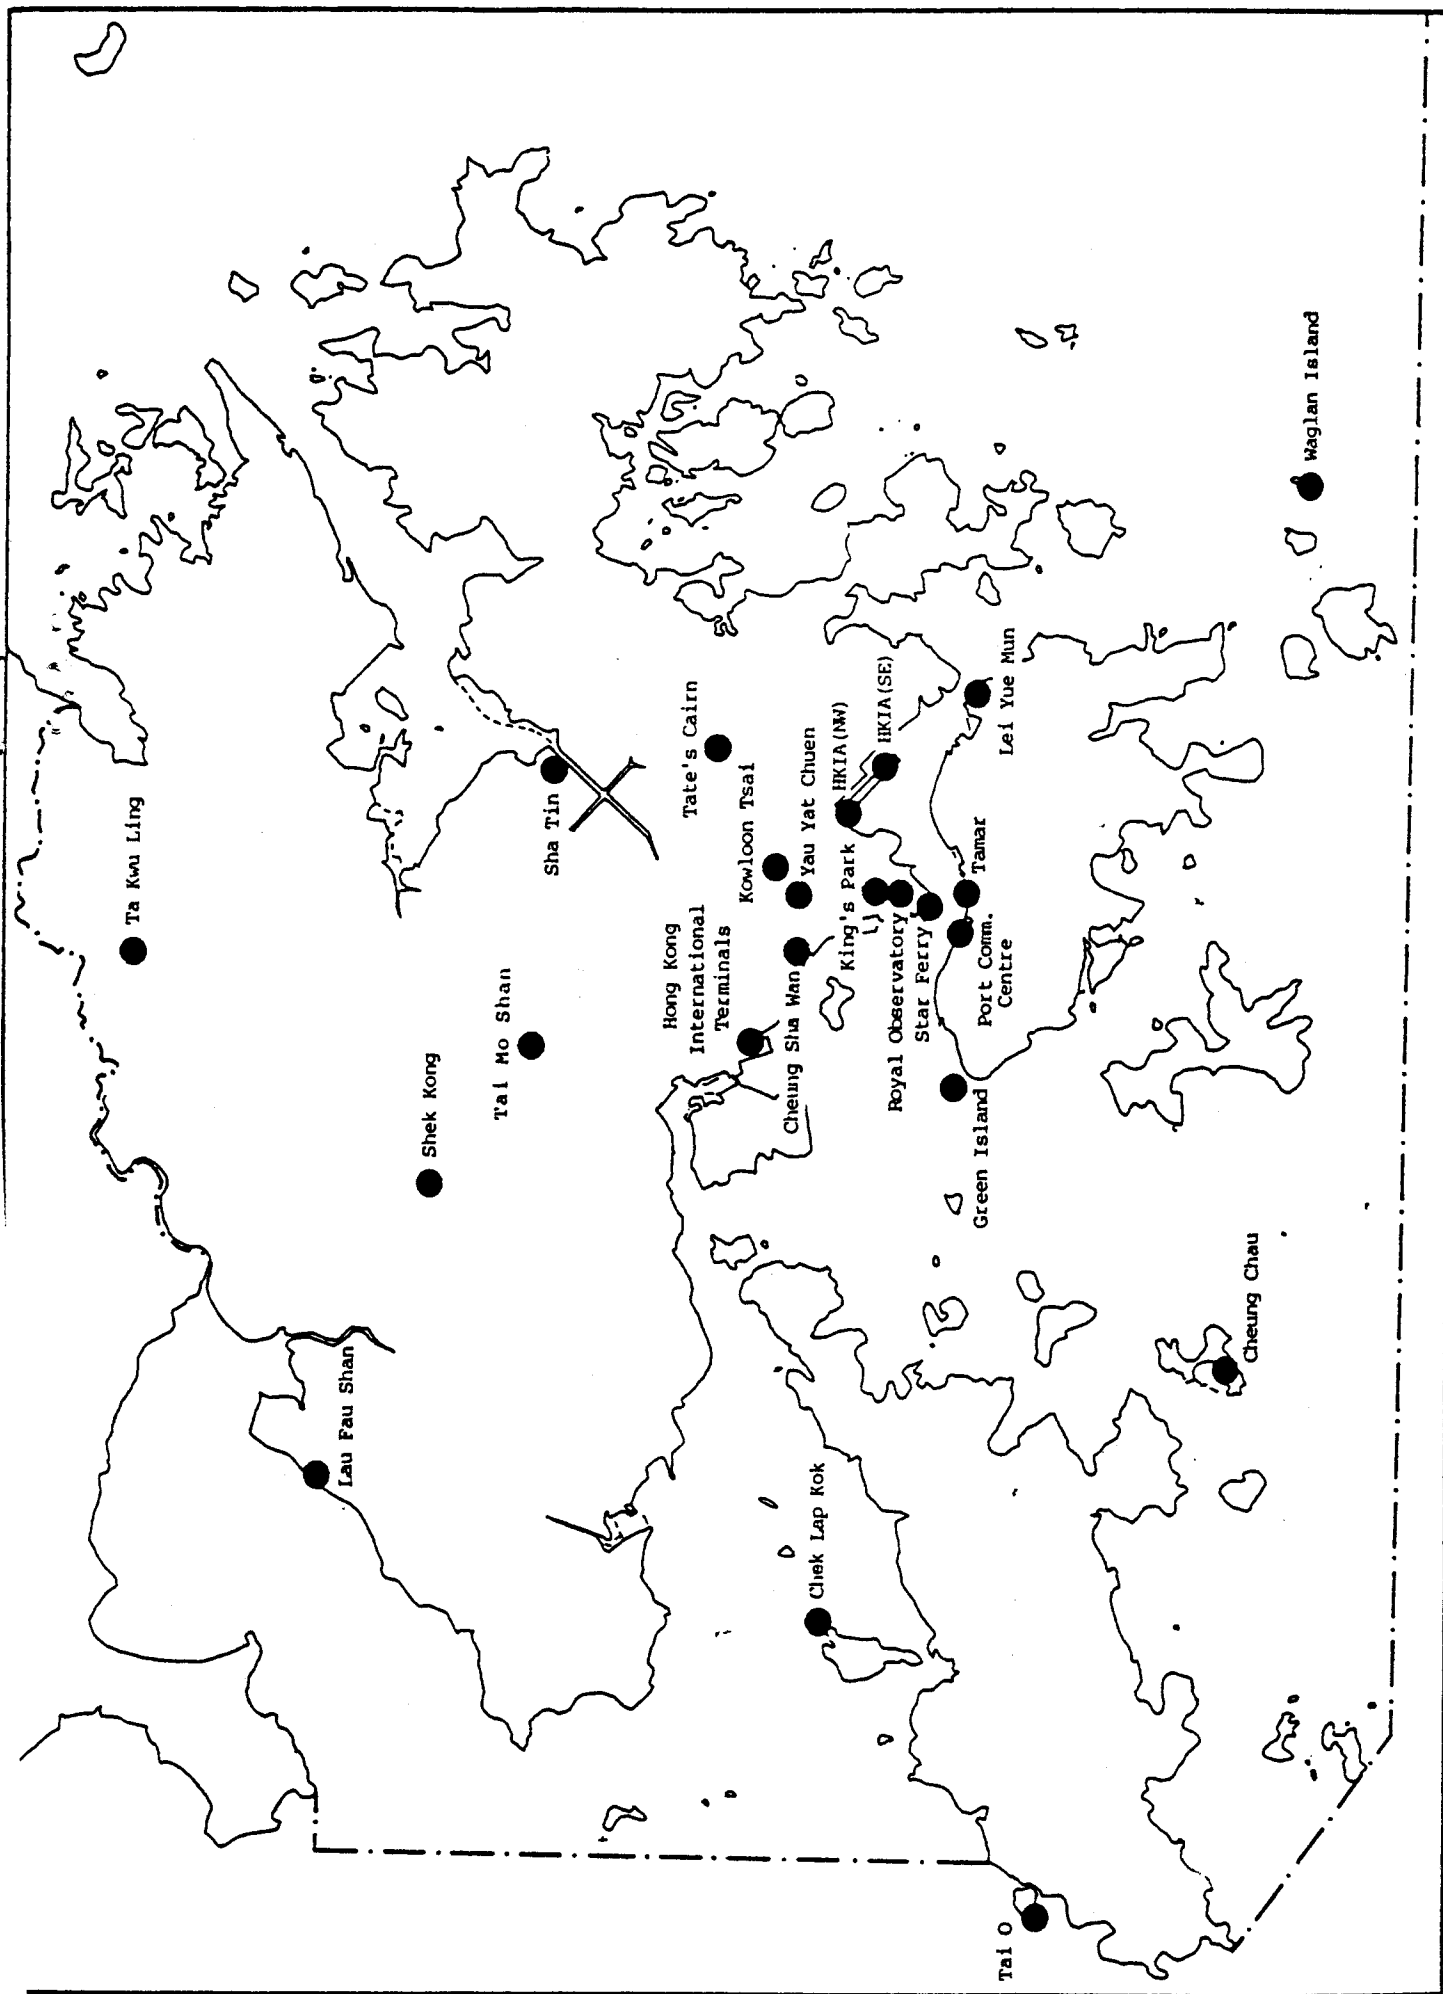 Ta Kwu Ling
Lau Fau Shan
Shek Kong
Tai Mo Shan
Sha Tin
Hong Kong
International
Terminals
Tate's Cairn
Kowloon Tsai
Yau Yat Chuen
Cheung Sha Wan
Chek Lap Kok
King's Park
HKIA(NW)
HKIA(SE)
Royal Observatory
Star Ferry
Green Island
Port Comm.
Centre
Tamar
Lei Yue Mun
Tai O
Cheung Chau
Waglan Island